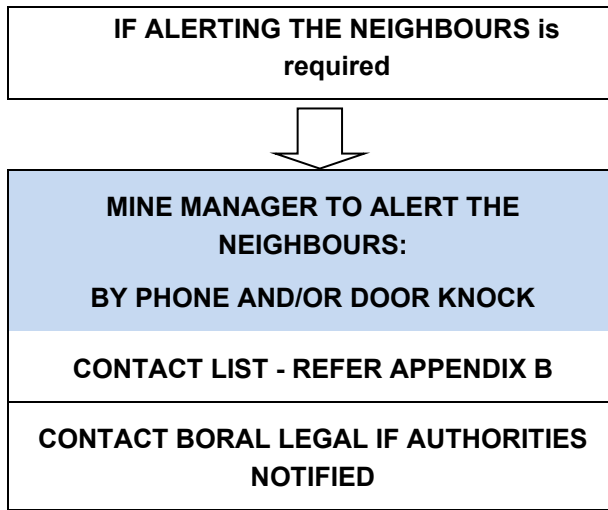 IF ALERTING THE NEIGHBOURS is
required
MINE MANAGER TO ALERT THE
NEIGHBOURS:
BY PHONE AND/OR DOOR KNOCK
CONTACT LIST - REFER APPENDIX B
CONTACT BORAL LEGAL IF AUTHORITIES
NOTIFIED